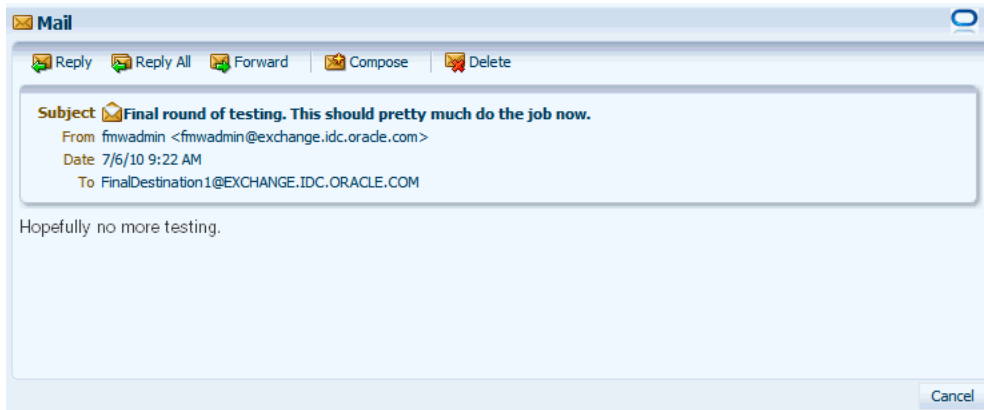 Mail
Reply Reply All Forward Compose Delete
Subject Final round of testing. This should pretty much do the job now.
From fmwadmin <fmwadmin@exchange.idc.oracle.com>
Date 7/6/10 9:22 AM
To FinalDestination1@EXCHANGE.IDC.ORACLE.COM
Hopefully no more testing.
Cancel